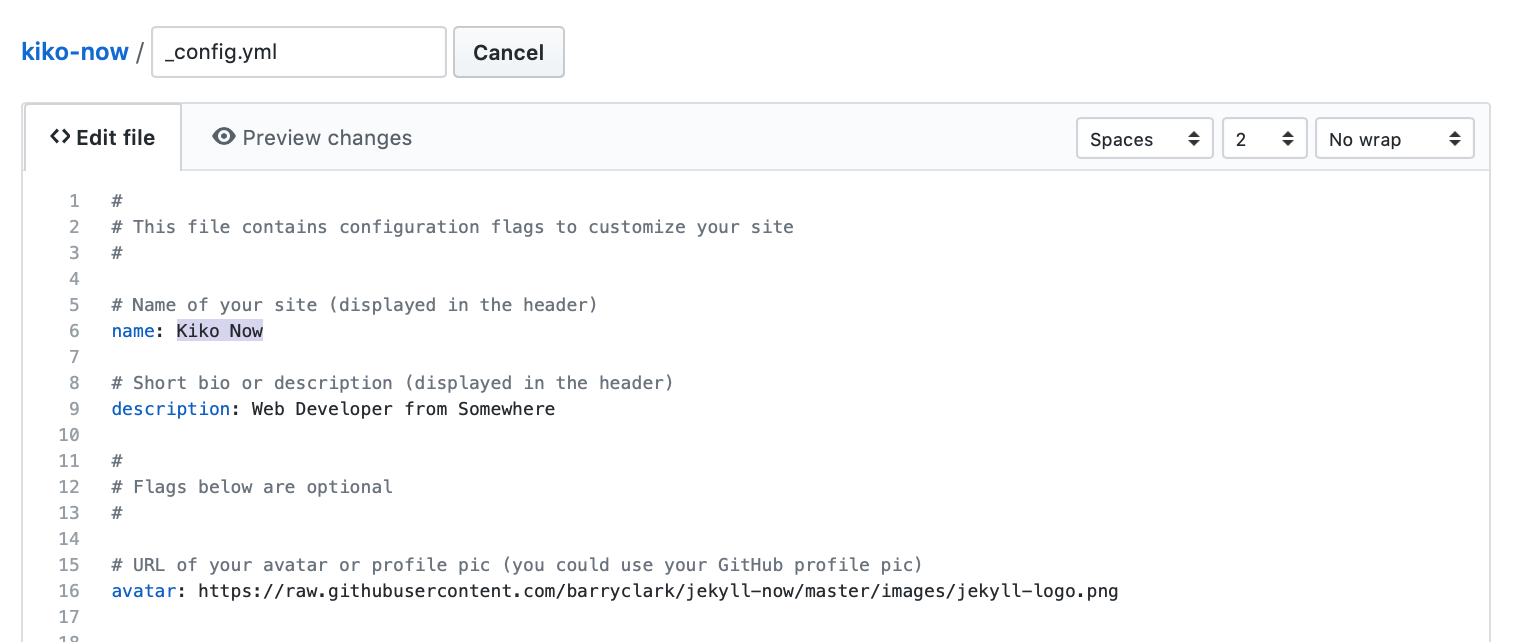 kiko-now / _config.yml Cancel
<> Edit file Preview changes Spaces 2 No wrap
1 #
2 # This file contains configuration flags to customize your site
3 #
4
5 # Name of your site (displayed in the header)
6 name: Kiko Now
7
8 # Short bio or description (displayed in the header)
9 description: Web Developer from Somewhere
10
11 #
12 # Flags below are optional
13 #
14
15 # URL of your avatar or profile pic (you could use your GitHub profile pic)
16 avatar: https://raw.githubusercontent.com/barryclark/jekyll-now/master/images/jekyll-logo.png
17
18